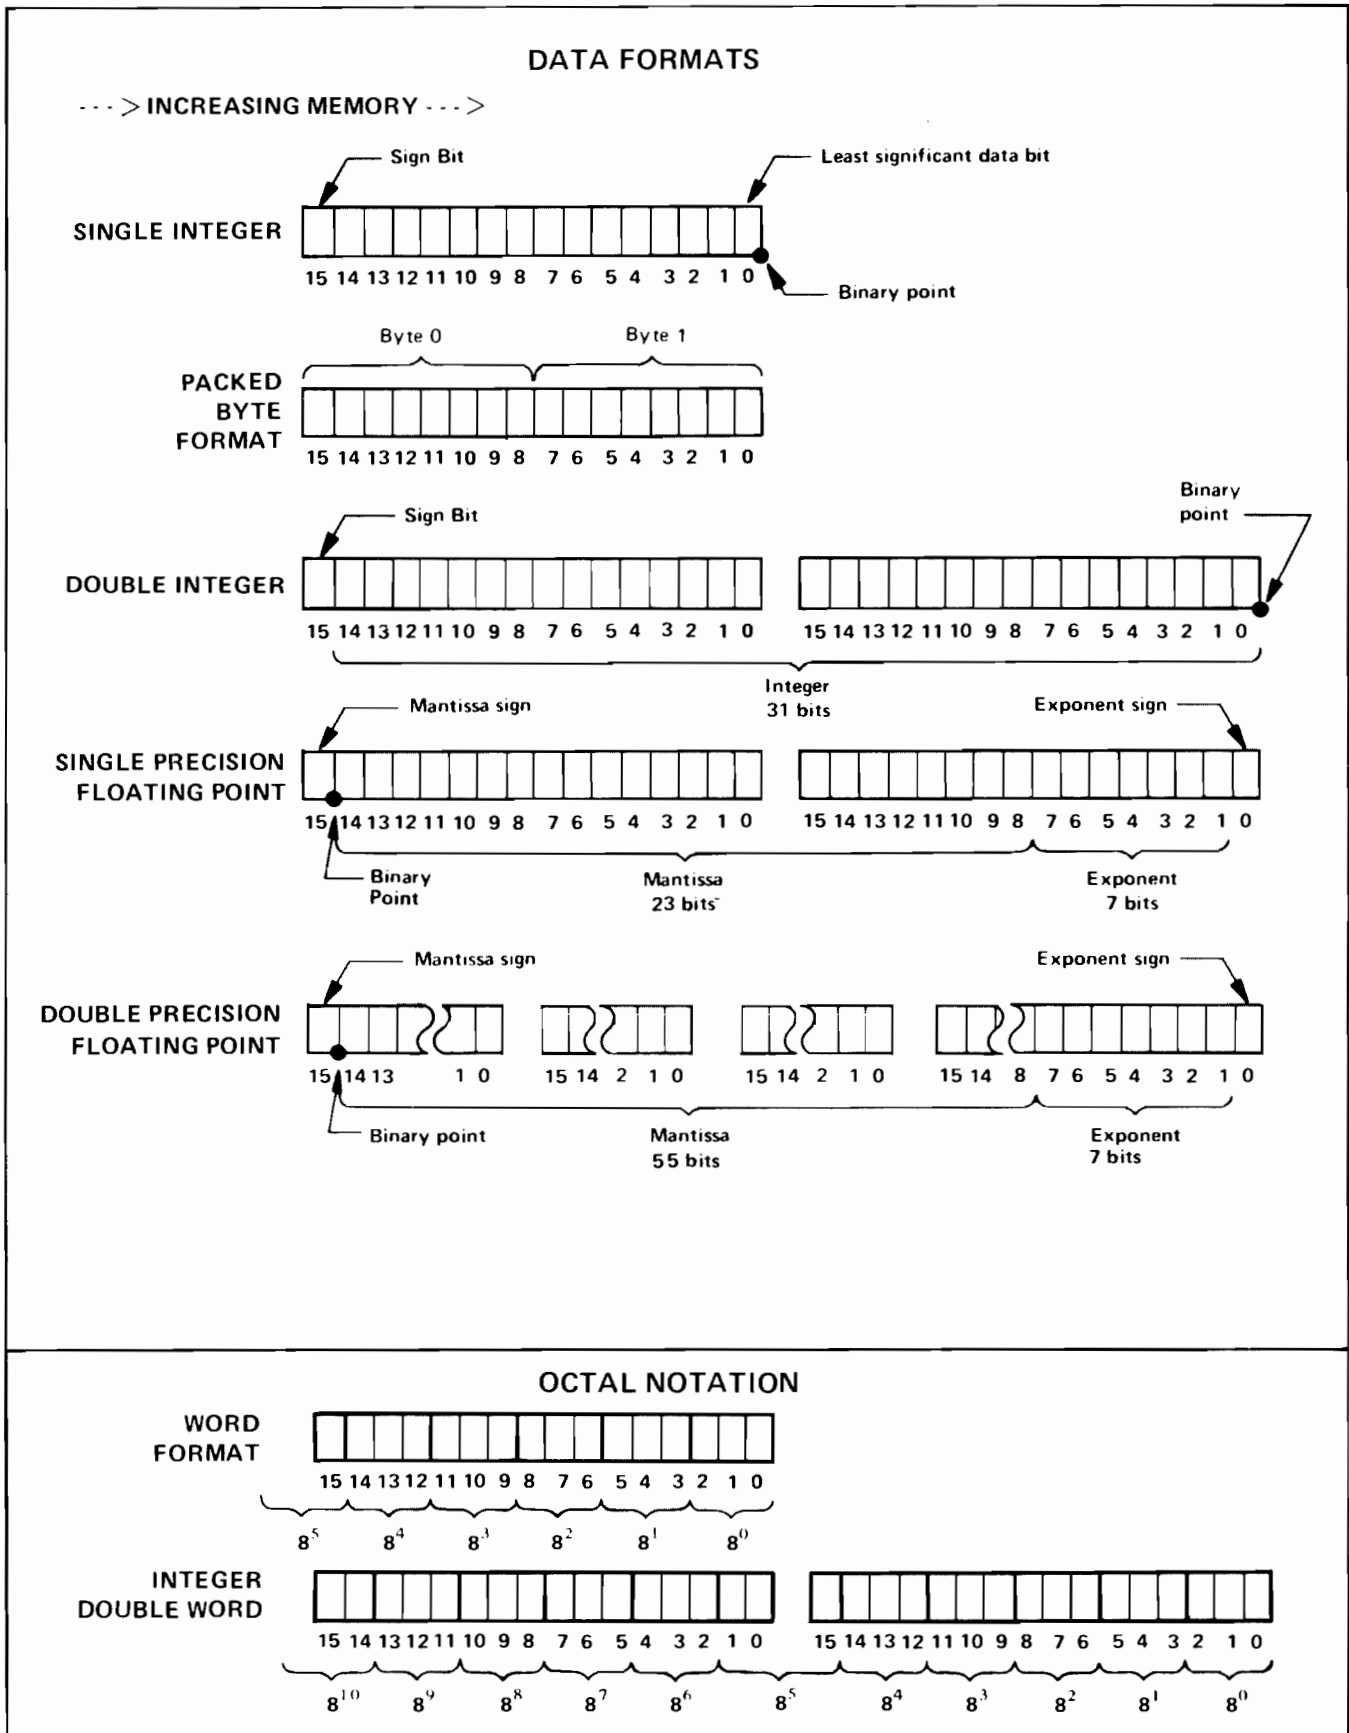 DATA FORMATS
- - - > INCREASING MEMORY - - - >
Sign Bit
Least significant data bit
SINGLE INTEGER
15 14 13 12 11 10 9 8 7 6 5 4 3 2 1 0
Binary point
Byte 0 Byte 1
PACKED
BYTE
FORMAT
15 14 13 12 11 10 9 8 7 6 5 4 3 2 1 0
Binary
point
Sign Bit
DOUBLE INTEGER
15 14 13 12 11 10 9 8 7 6 5 4 3 2 1 0 15 14 13 12 11 10 9 8 7 6 5 4 3 2 1 0
Integer
31 bits
Mantissa sign Exponent sign
SINGLE PRECISION
FLOATING POINT
15 14 13 12 11 10 9 8 7 6 5 4 3 2 1 0 15 14 13 12 11 10 9 8 7 6 5 4 3 2 1 0
Binary
Point
Mantissa
23 bits
Exponent
7 bits
Mantissa sign Exponent sign
DOUBLE PRECISION
FLOATING POINT
15 14 13 1 0 15 14 2 1 0 15 14 2 1 0 15 14 8 7 6 5 4 3 2 1 0
Binary point
Mantissa
55 bits
Exponent
7 bits
OCTAL NOTATION
WORD
FORMAT
15 14 13 12 11 10 9 8 7 6 5 4 3 2 1 0
8⁵ 8⁴ 8³ 8² 8¹ 8⁰
INTEGER
DOUBLE WORD
15 14 13 12 11 10 9 8 7 6 5 4 3 2 1 0 15 14 13 12 11 10 9 8 7 6 5 4 3 2 1 0
8¹⁰ 8⁹ 8⁸ 8⁷ 8⁶ 8⁵ 8⁴ 8³ 8² 8¹ 8⁰